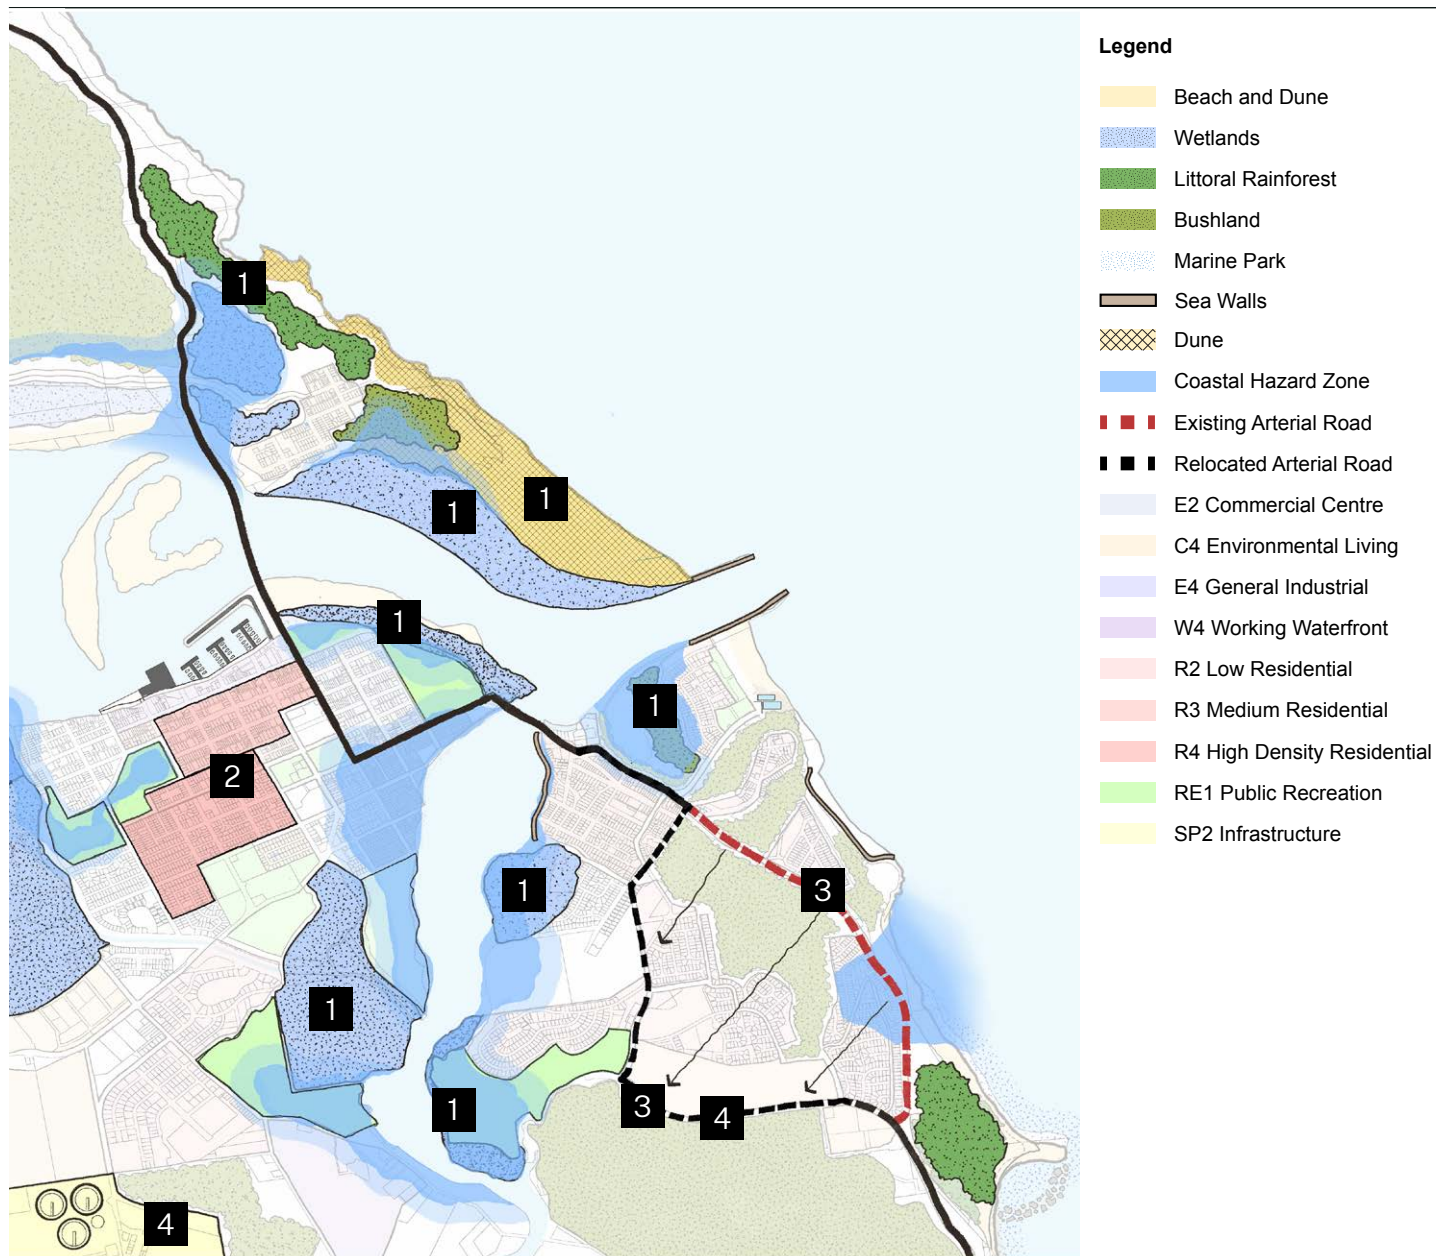 Legend
Beach and Dune
Wetlands
Littoral Rainforest
Bushland
Marine Park
Sea Walls
Dune
Coastal Hazard Zone
Existing Arterial Road
Relocated Arterial Road
E2 Commercial Centre
C4 Environmental Living
E4 General Industrial
W4 Working Waterfront
R2 Low Residential
R3 Medium Residential
R4 High Density Residential
RE1 Public Recreation
SP2 Infrastructure
1
1
1
1
1
2
1
3
1
1
3
4
4